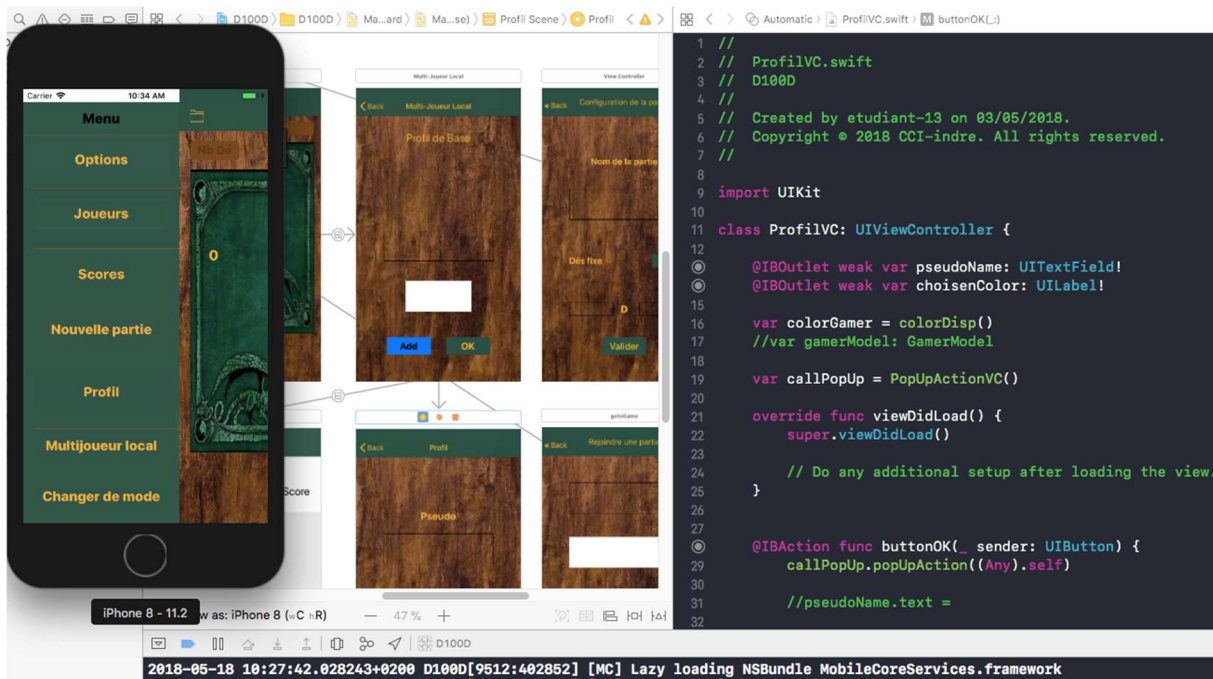 D100D 〉 D100D 〉 Ma...ard 〉 Ma...se) 〉 Profil Scene 〉 Profil
Automatic 〉 ProfilVC.swift 〉 M buttonOK(_:)
Carrier 10:34 AM
Menu
Options
Joueurs
Scores
Nouvelle partie
Profil
Multijoueur local
Changer de mode
Nb Dé
0
iPhone 8 - 11.2
Multi-Joueur Local
Back Multi-Joueur Local
Profil de Base
Add OK
View Controller
Back Configuration de la pa
Nom de la partie
Dés fixe
D
Valider
Score
Back Profil
Pseudo
gotoGame
Back Rejoindre une partie
w as: iPhone 8 (wC hR) — 47 % +
1 //
2 // ProfilVC.swift
3 // D100D
4 //
5 // Created by etudiant-13 on 03/05/2018.
6 // Copyright © 2018 CCI-indre. All rights reserved.
7 //
8
9 import UIKit
10
11 class ProfilVC: UIViewController {
12
@IBOutlet weak var pseudoName: UITextField!
@IBOutlet weak var choisenColor: UILabel!
15
16 var colorGamer = colorDisp()
17 //var gamerModel: GamerModel
18
19 var callPopUp = PopUpActionVC()
20
21 override func viewDidLoad() {
22 super.viewDidLoad()
23
24 // Do any additional setup after loading the view.
25 }
26
27
@IBAction func buttonOK(_ sender: UIButton) {
29 callPopUp.popUpAction((Any).self)
30
31 //pseudoName.text =
32
D100D
2018-05-18 10:27:42.028243+0200 D100D[9512:402852] [MC] Lazy loading NSBundle MobileCoreServices.framework